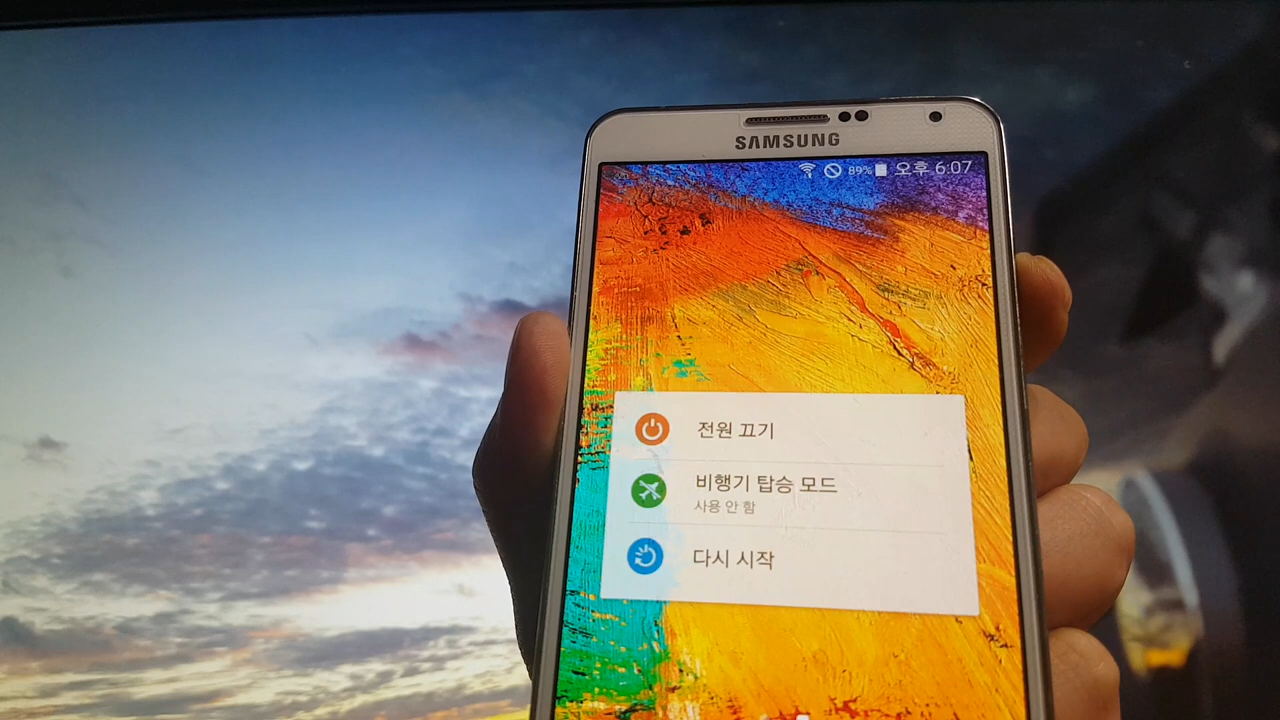 SAMSUNG
89% 오후 6:07
전원 끄기
비행기 탑승 모드
사용 안 함
다시 시작